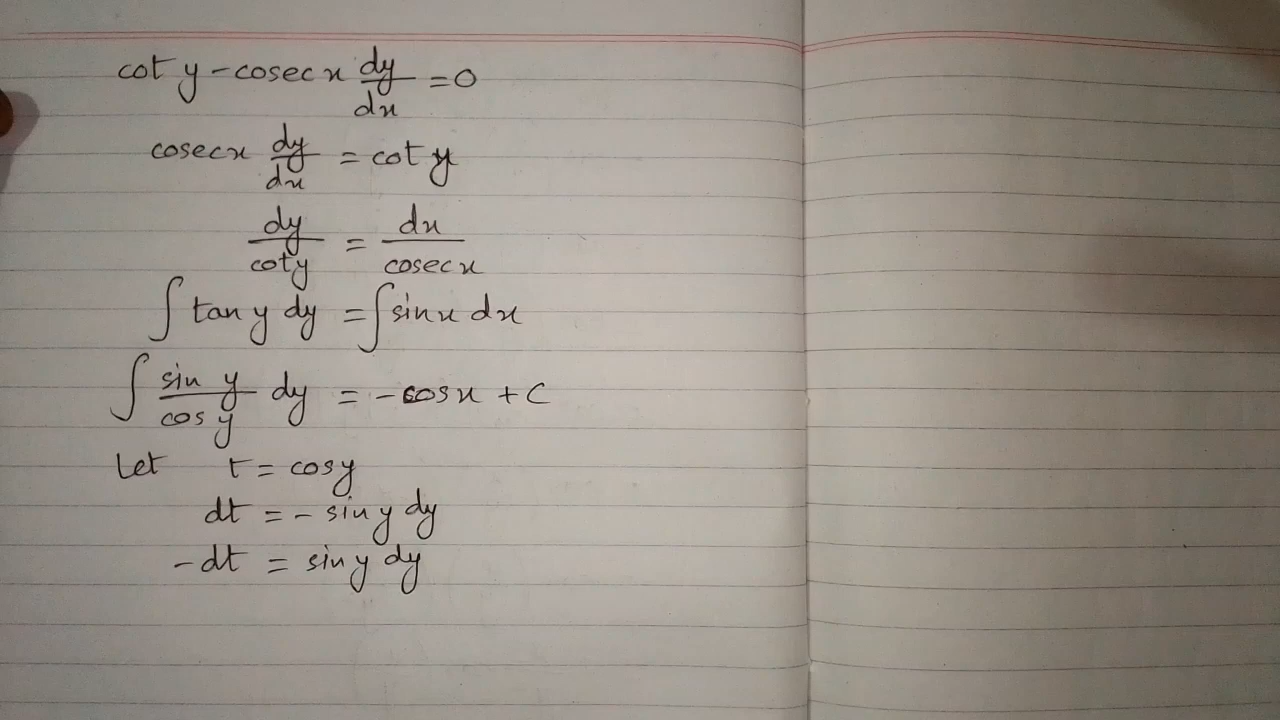 cot y - cosec x dy/dx = 0
cosec x dy/dx = cot y
dy/cot y = dx/cosec x
∫ tan y dy = ∫ sin x dx
∫ sin y/cos y dy = - cos x + C
Let t = cos y
dt = - sin y dy
- dt = sin y dy